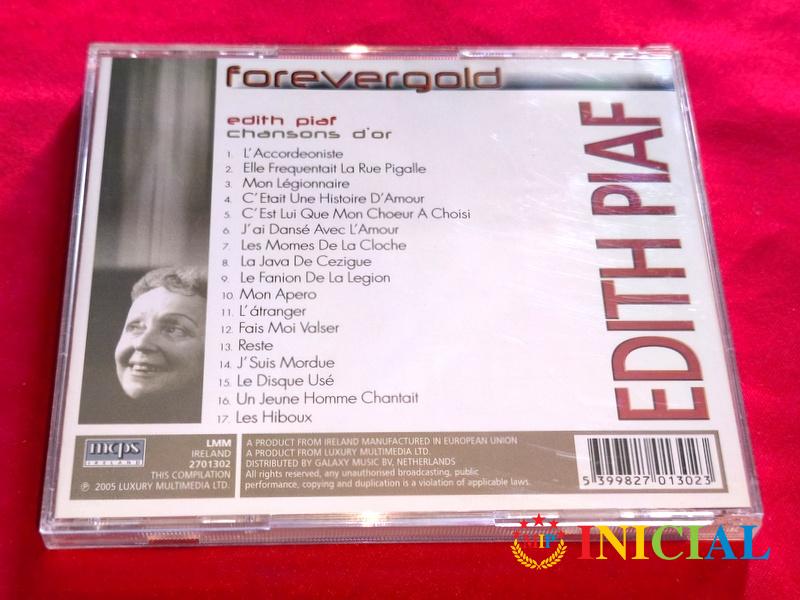 forevergold
edith piaf
chansons d'or
1. L'Accordeoniste
2. Elle Frequentait La Rue Pigalle
3. Mon Légionnaire
4. C'Etait Une Histoire D'Amour
5. C'Est Lui Que Mon Choeur A Choisi
6. J'ai Dansé Avec L'Amour
7. Les Momes De La Cloche
8. La Java De Cezigue
9. Le Fanion De La Legion
10. Mon Apero
11. L'átranger
12. Fais Moi Valser
13. Reste
14. J'Suis Mordue
15. Le Disque Usé
16. Un Jeune Homme Chantait
17. Les Hiboux
EDITH PIAF
mcps
IRELAND
LMM
IRELAND
2701302
THIS COMPILATION
℗ 2005 LUXURY MULTIMEDIA LTD.
A PRODUCT FROM IRELAND MANUFACTURED IN EUROPEAN UNION
A PRODUCT FROM LUXURY MULTIMEDIA LTD.
DISTRIBUTED BY GALAXY MUSIC BV, NETHERLANDS
All rights reserved, any unauthorised broadcasting, public
performance, copying and duplication is a violation of applicable laws.
5 399827 013023
VIP INICIAL